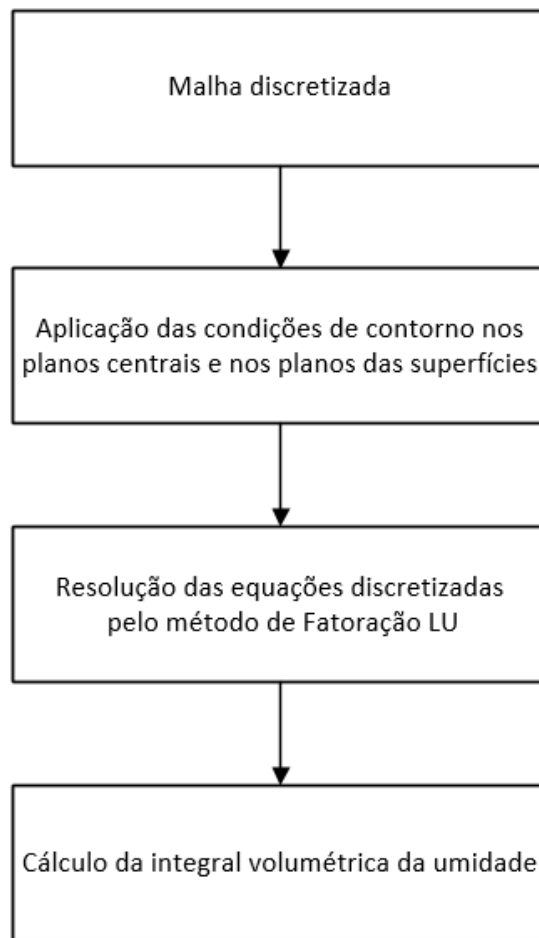 Malha discretizada
Aplicação das condições de contorno nos
planos centrais e nos planos das superfícies
Resolução das equações discretizadas
pelo método de Fatoração LU
Cálculo da integral volumétrica da umidade